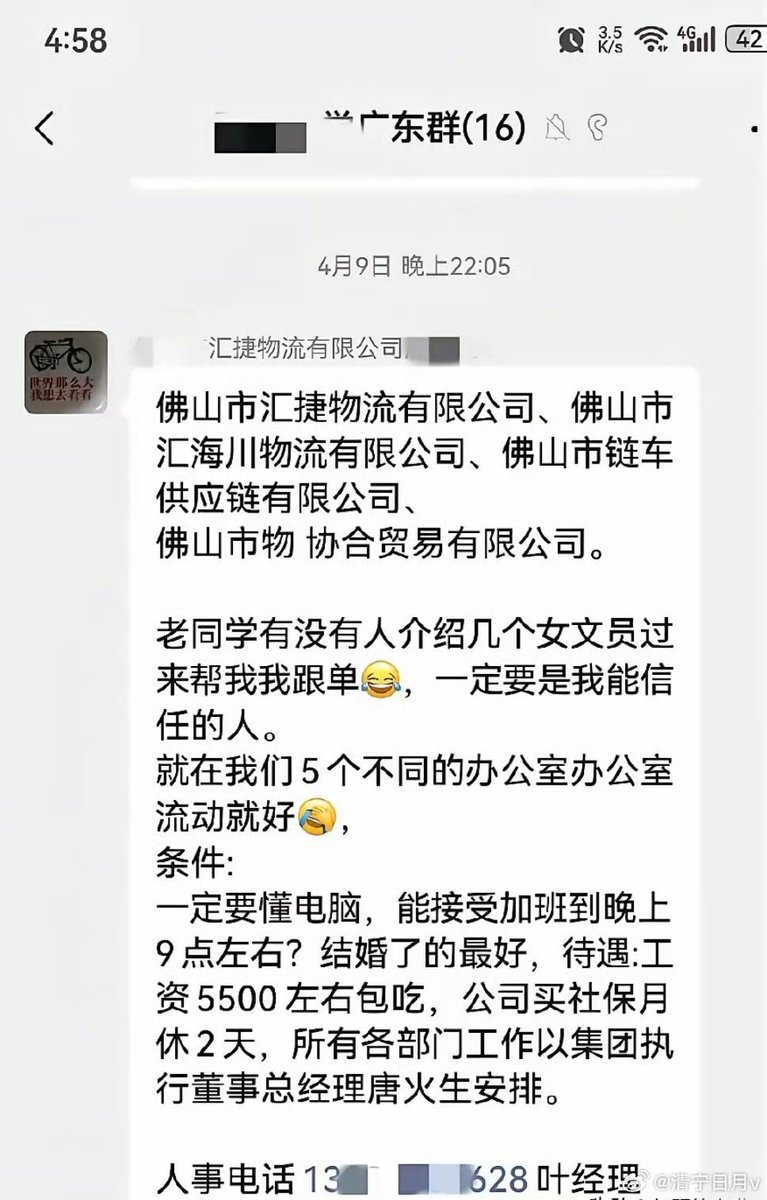 4:58
3.5 K/s 4G 42
广东群(16)
4月9日 晚上22:05
汇捷物流有限公司
世界那么大
我想去看看
佛山市汇捷物流有限公司、佛山市
汇海川物流有限公司、佛山市链车
供应链有限公司、
佛山市物 协合贸易有限公司。
老同学有没有人介绍几个女文员过
来帮我我跟单😂，一定要是我能信
任的人。
就在我们5个不同的办公室办公室
流动就好🤦，
条件:
一定要懂电脑，能接受加班到晚上
9点左右？结婚了的最好，待遇:工
资5500左右包吃，公司买社保月
休2天，所有各部门工作以集团执
行董事总经理唐火生安排。
人事电话13 628叶经理
@清宁日月v